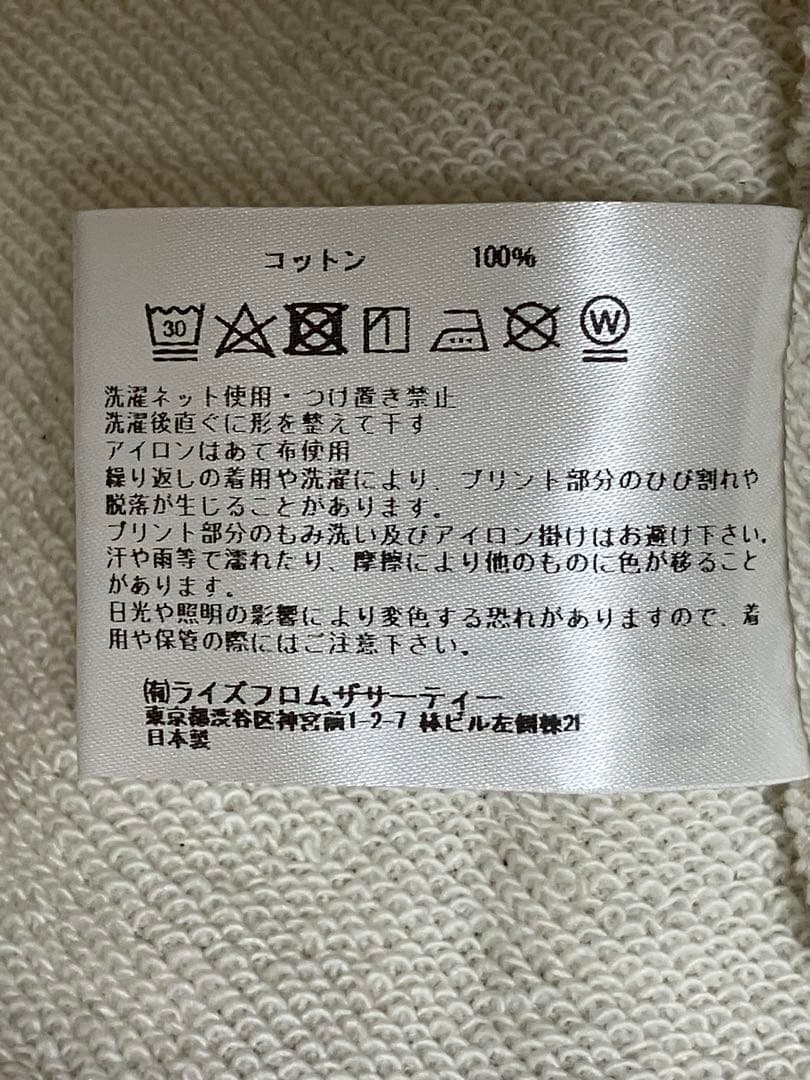 コットン 100%
30 W
洗濯ネット使用・つけ置き禁止
洗濯後直ぐに形を整えて干す
アイロンはあて布使用
繰り返しの着用や洗濯により、プリント部分のひび割れや
脱落が生じることがあります。
プリント部分のもみ洗い及びアイロン掛けはお避け下さい。
汗や雨等で濡れたり、摩擦により他のものに色が移ること
があります。
日光や照明の影響により変色する恐れがありますので、着
用や保管の際にはご注意下さい。
㈲ライズフロムザサーティー
東京都渋谷区神宮前1-2-7 林ビル左側棟2f
日本製